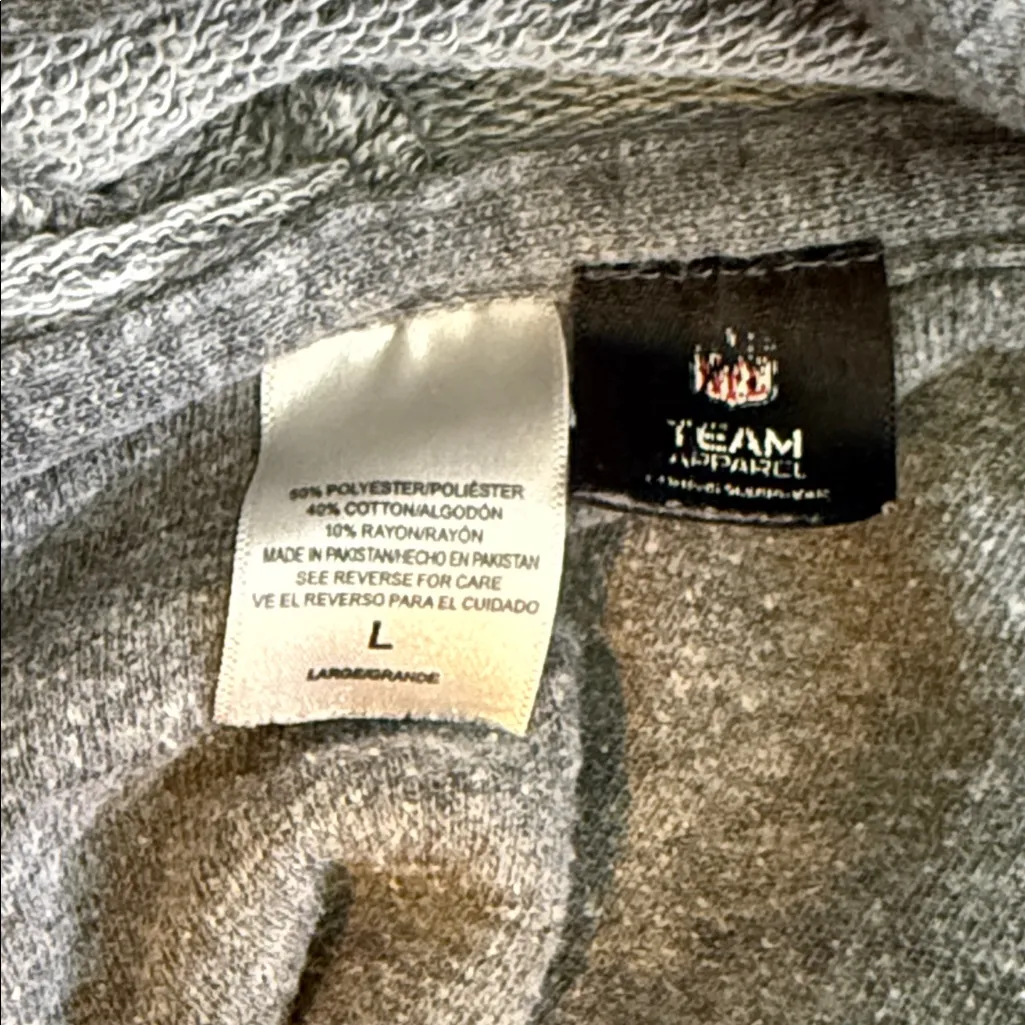 50% POLYESTER/POLIÉSTER
40% COTTON/ALGODÓN
10% RAYON/RAYÓN
MADE IN PAKISTAN/HECHO EN PAKISTAN
SEE REVERSE FOR CARE
VE EL REVERSO PARA EL CUIDADO
L
LARGE/GRANDE
NFL
TEAM
APPAREL